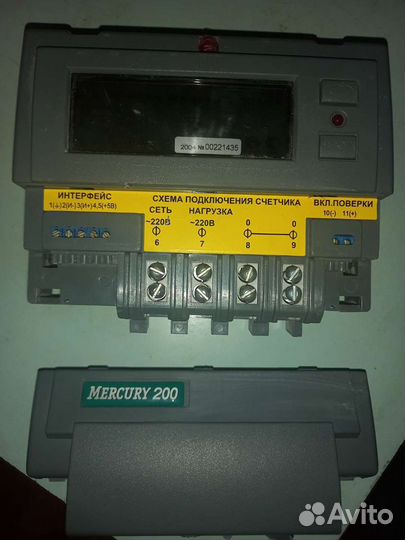 2004 № 00221435
ИНТЕРФЕЙС СХЕМА ПОДКЛЮЧЕНИЯ СЧЕТЧИКА ВКЛ.ПОВЕРКИ
1(⏊)2(И-)3(И+)4,5(+5В) СЕТЬ НАГРУЗКА 10(-) 11(+)
~220В ~220В 0 0
6 7 8 9
MERCURY 200
Avito